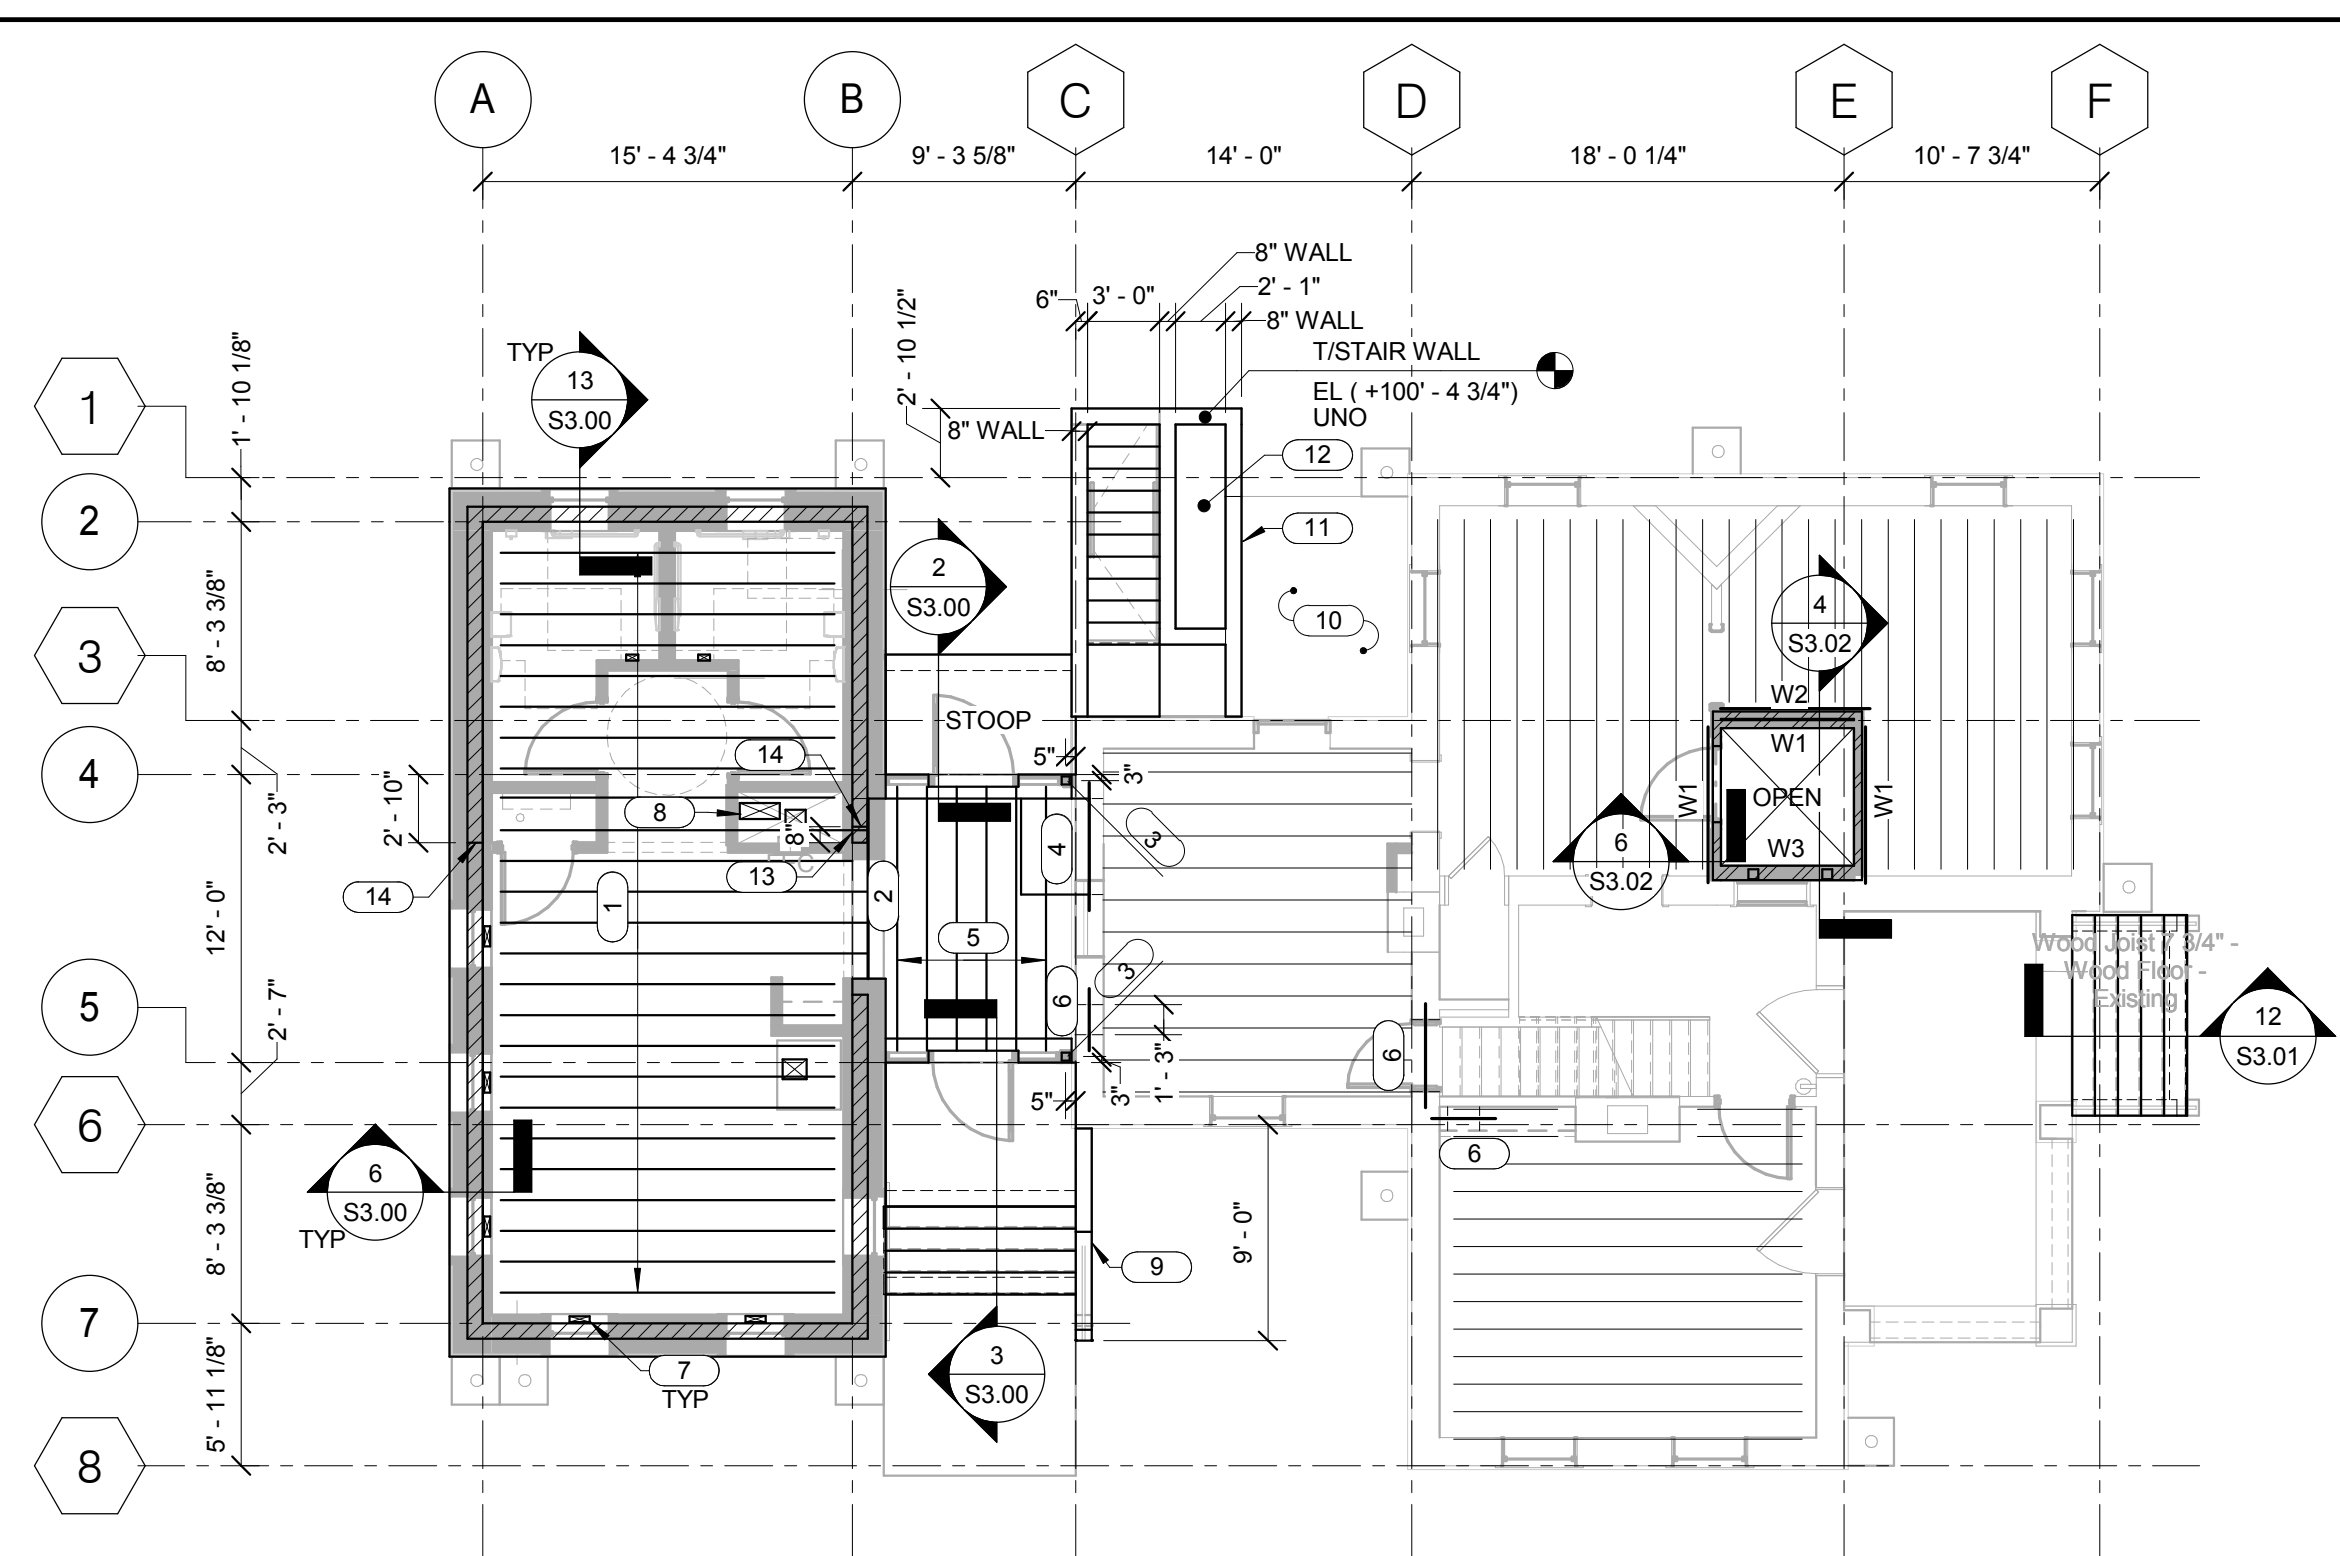 A
B
C
D
E
F
15' - 4 3/4"
9' - 3 5/8"
14' - 0"
18' - 0 1/4"
10' - 7 3/4"
8" WALL
2' - 1"
6"
3' - 0"
8" WALL
2' - 10 1/2"
8" WALL
T/STAIR WALL
EL ( +100' - 4 3/4")
UNO
TYP
13
S3.00
1
1' - 10 1/8"
12
2
11
8' - 3 3/8"
2
S3.00
10
4
S3.02
3
STOOP
W2
W1
14
5"
3"
4
2' - 3"
2' - 10"
8
8"
4
3
W1
OPEN
W1
W3
6
S3.02
13
14
1
2
12' - 0"
5
3
6
Wood Joist 7 3/4" -
Wood Floor -
Existing
5
2' - 7"
12
S3.01
6
5"
3"
1' - 3"
6
6
6
S3.00
TYP
8' - 3 3/8"
9
9' - 0"
7
7
TYP
3
S3.00
5' - 11 1/8"
8